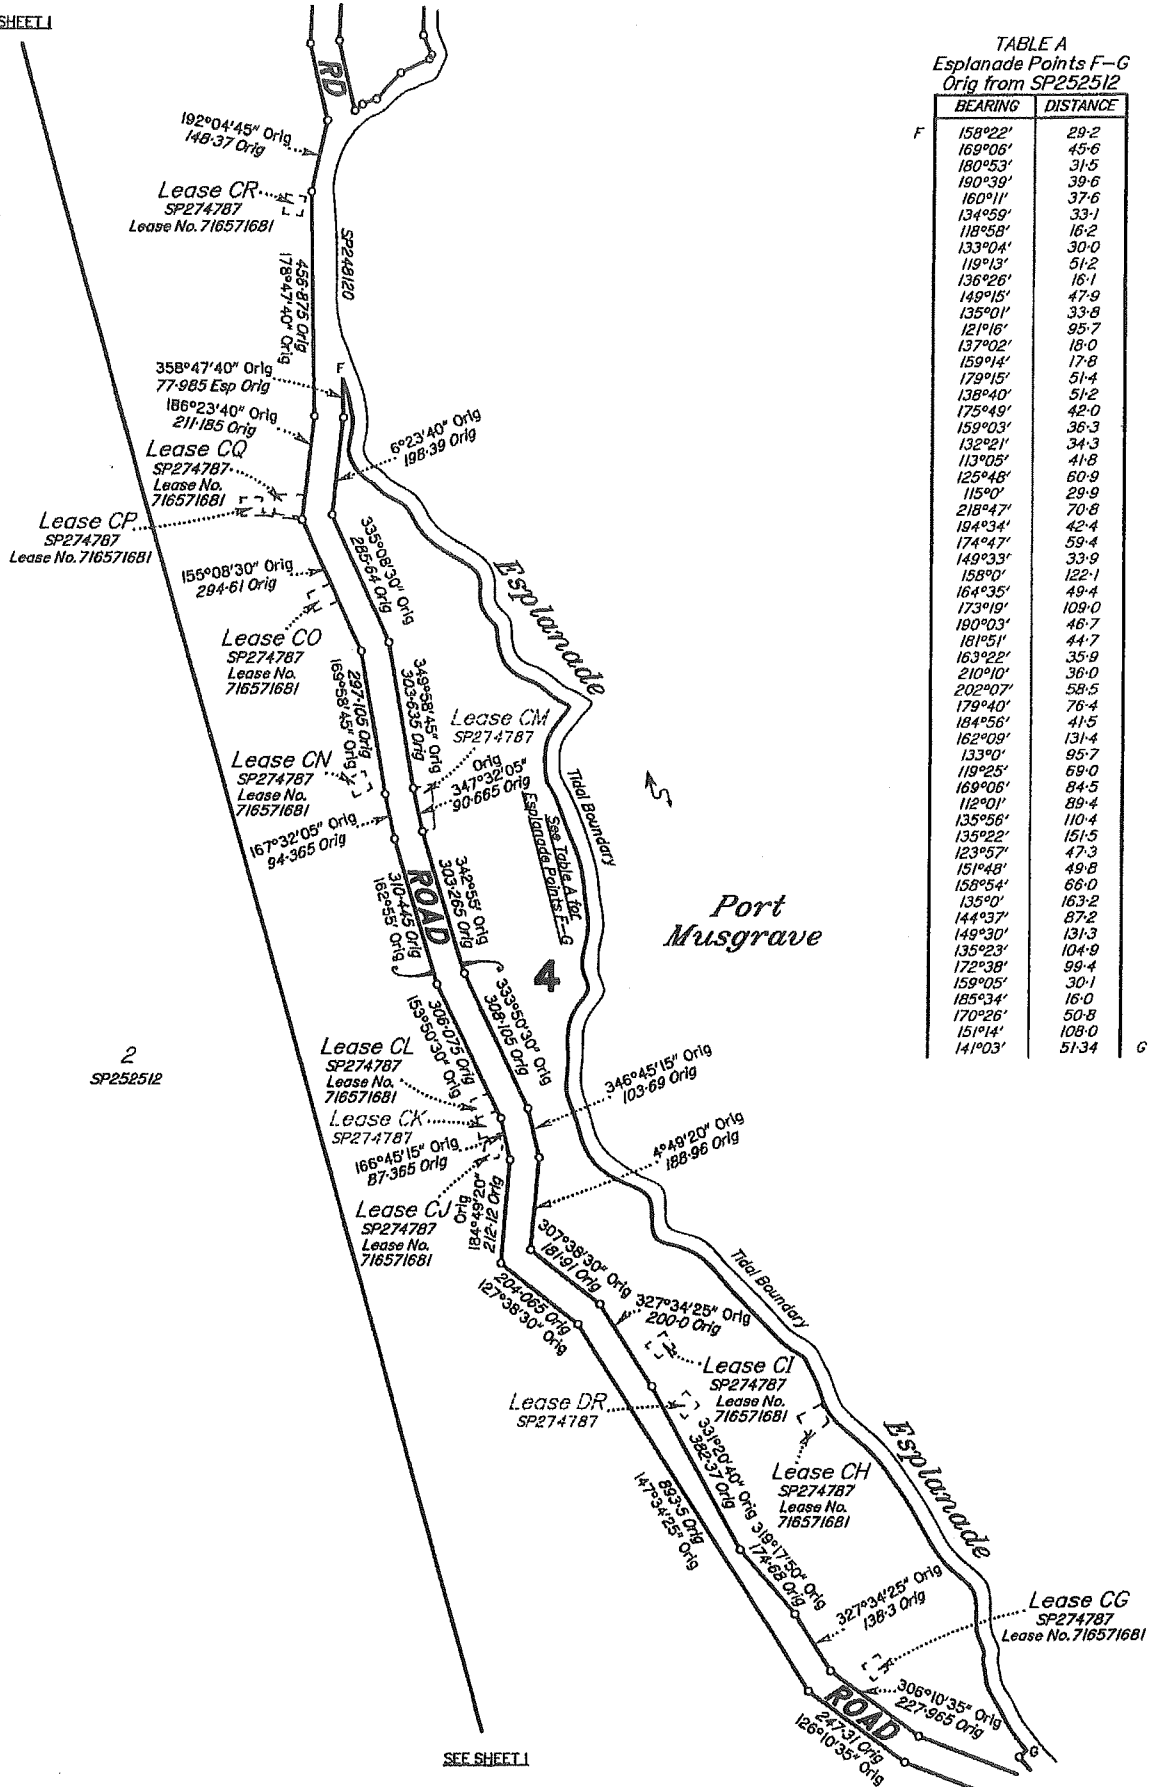 SHEET 1
RD
192°04'45" Orig
148·37 Orig
Lease CR
SP274787
Lease No. 716571681
SP248120
456·875 Orig
178°47'40" Orig
358°47'40" Orig
77·985 Esp Orig
F
186°23'40" Orig
211·185 Orig
6°23'40" Orig
198·39 Orig
Lease CQ
SP274787
Lease No.
716571681
Lease CP
SP274787
Lease No. 716571681
155°08'30" Orig
294·61 Orig
335°08'30" Orig
285·64 Orig
Esplanade
Lease CO
SP274787
Lease No.
716571681
297·105 Orig
169°58'45" Orig
349°58'45" Orig
303·635 Orig
Lease CM
SP274787
Lease CN
SP274787
Lease No.
716571681
Orig
347°32'05"
90·665 Orig
167°32'05" Orig
94·365 Orig
See Table A for
Esplanade Points F-G
Tidal Boundary
ROAD
310·445 Orig
162°55' Orig
342°55' Orig
303·265 Orig
Port
Musgrave
4
306·075 Orig
153°50'30" Orig
333°50'30" Orig
308·105 Orig
2
SP252512
Lease CL
SP274787
Lease No.
716571681
Lease CK
SP274787
346°45'15" Orig
103·69 Orig
166°45'15" Orig
87·365 Orig
4°49'20" Orig
188·96 Orig
Lease CJ
SP274787
Lease No.
716571681
Orig
184°49'20"
212·12 Orig
307°38'30" Orig
181·91 Orig
Tidal Boundary
204·065 Orig
127°38'30" Orig
327°34'25" Orig
200·0 Orig
Lease CI
SP274787
Lease No.
716571681
Lease DR
SP274787
331°20'40" Orig
382·37 Orig
Lease CH
SP274787
Lease No.
716571681
Esplanade
893·5 Orig
147°34'25" Orig
319°17'50" Orig
174·68 Orig
327°34'25" Orig
138·3 Orig
Lease CG
SP274787
Lease No. 716571681
306°10'35" Orig
227·965 Orig
ROAD
247·31 Orig
126°10'35" Orig
G
SEE SHEET 1
TABLE A
Esplanade Points F-G
Orig from SP252512
BEARING DISTANCE
F 158°22' 29·2
169°06' 45·6
180°53' 31·5
190°39' 39·6
160°11' 37·6
134°59' 33·1
118°58' 16·2
133°04' 30·0
119°13' 51·2
136°26' 16·1
149°15' 47·9
135°01' 33·8
121°16' 95·7
137°02' 18·0
159°14' 17·8
179°15' 51·4
138°40' 51·2
175°49' 42·0
159°03' 36·3
132°21' 34·3
113°05' 41·8
125°48' 60·9
115°0' 29·9
218°47' 70·8
194°34' 42·4
174°47' 59·4
149°33' 33·9
158°0' 122·1
164°35' 49·4
173°19' 109·0
190°03' 46·7
181°51' 44·7
163°22' 35·9
210°10' 36·0
202°07' 58·5
179°40' 76·4
184°56' 41·5
162°09' 131·4
133°0' 95·7
119°25' 69·0
169°06' 84·5
112°01' 89·4
135°56' 110·4
135°22' 151·5
123°57' 47·3
151°48' 49·8
158°54' 66·0
135°0' 163·2
144°37' 87·2
149°30' 131·3
135°23' 104·9
172°38' 99·4
159°05' 30·1
185°34' 16·0
170°26' 50·8
151°14' 108·0
141°03' 51·34 G